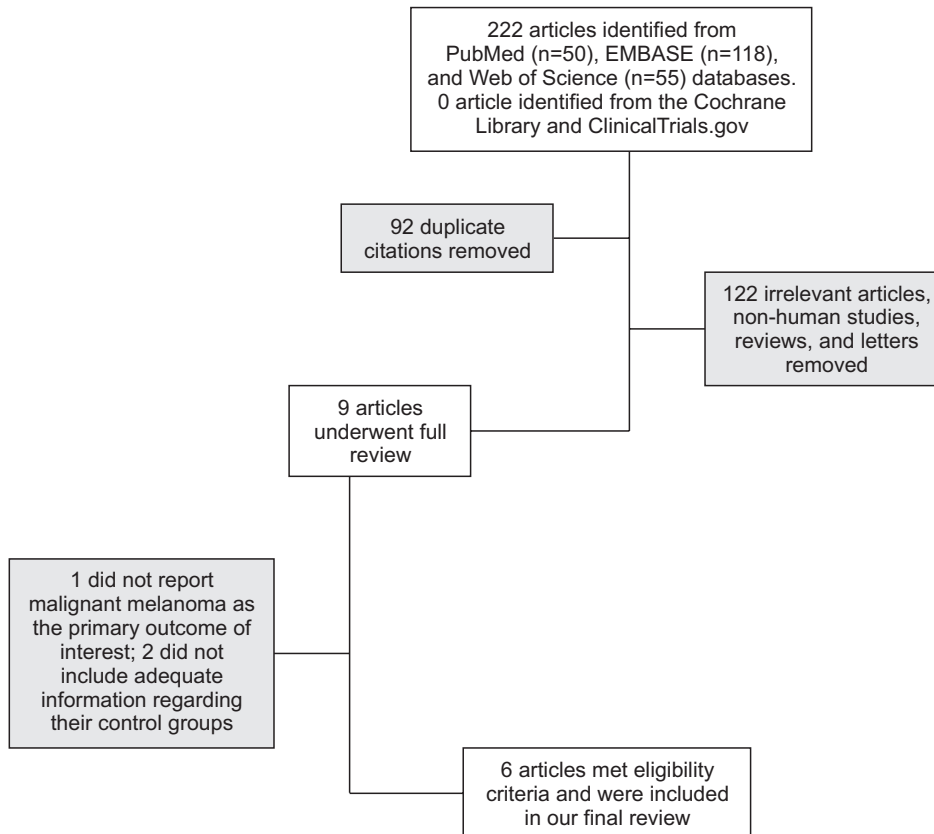 222 articles identified from
PubMed (n=50), EMBASE (n=118),
and Web of Science (n=55) databases.
0 article identified from the Cochrane
Library and ClinicalTrials.gov
92 duplicate
citations removed
122 irrelevant articles,
non-human studies,
reviews, and letters
removed
9 articles
underwent full
review
1 did not report
malignant melanoma as
the primary outcome of
interest; 2 did not
include adequate
information regarding
their control groups
6 articles met eligibility
criteria and were included
in our final review